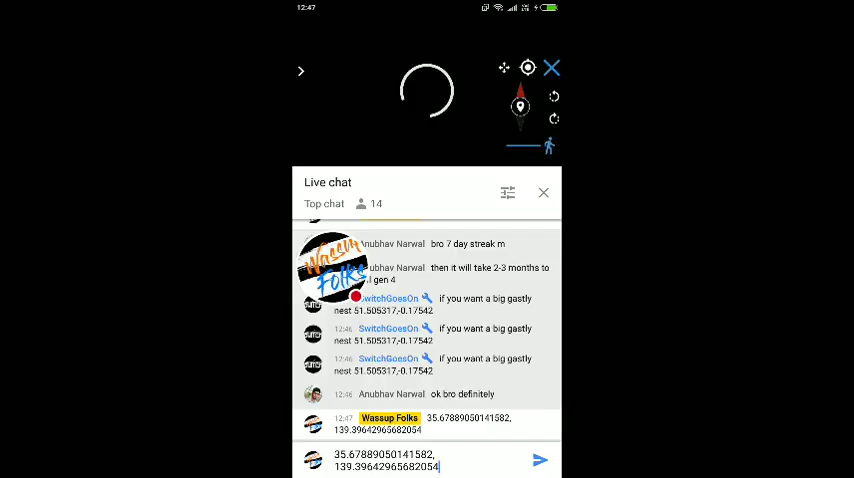 12:47
Live chat
Top chat 14
Anubhav Narwal bro 7 day streak m
Anubhav Narwal then it will take 2-3 months to
l gen 4
Wassup
Folks
SwitchGoesOn if you want a big gastly
nest 51.505317,-0.17542
12:46 SwitchGoesOn if you want a big gastly
nest 51.505317,-0.17542
12:46 SwitchGoesOn if you want a big gastly
nest 51.505317,-0.17542
12:46 Anubhav Narwal ok bro definitely
12:47 Wassup Folks 35.67889050141582,
139.39642965682054
35.67889050141582,
139.39642965682054